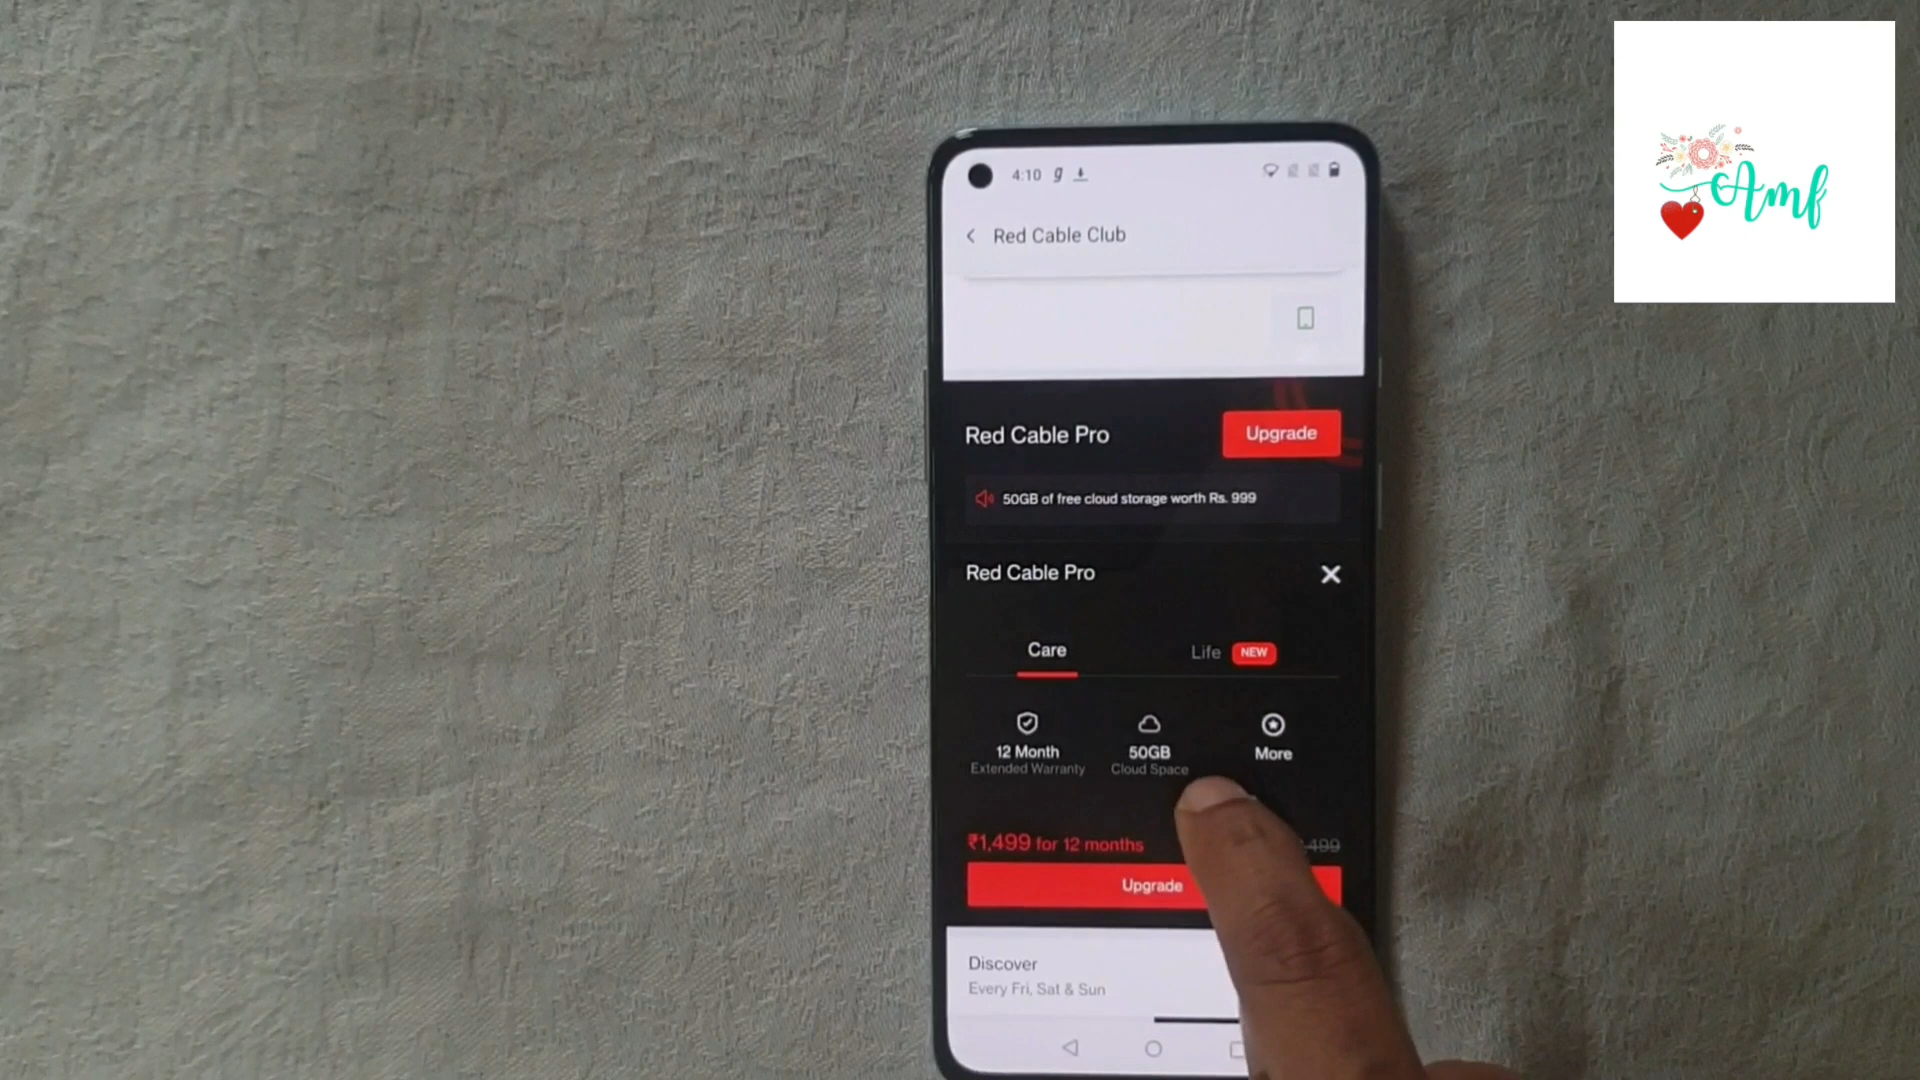 Amf
4:10
Red Cable Club
Red Cable Pro
Upgrade
50GB of free cloud storage worth Rs. 999
Red Cable Pro
Care
Life NEW
12 Month
Extended Warranty
50GB
Cloud Space
More
₹1,499 for 12 months
499
Upgrade
Discover
Every Fri, Sat & Sun